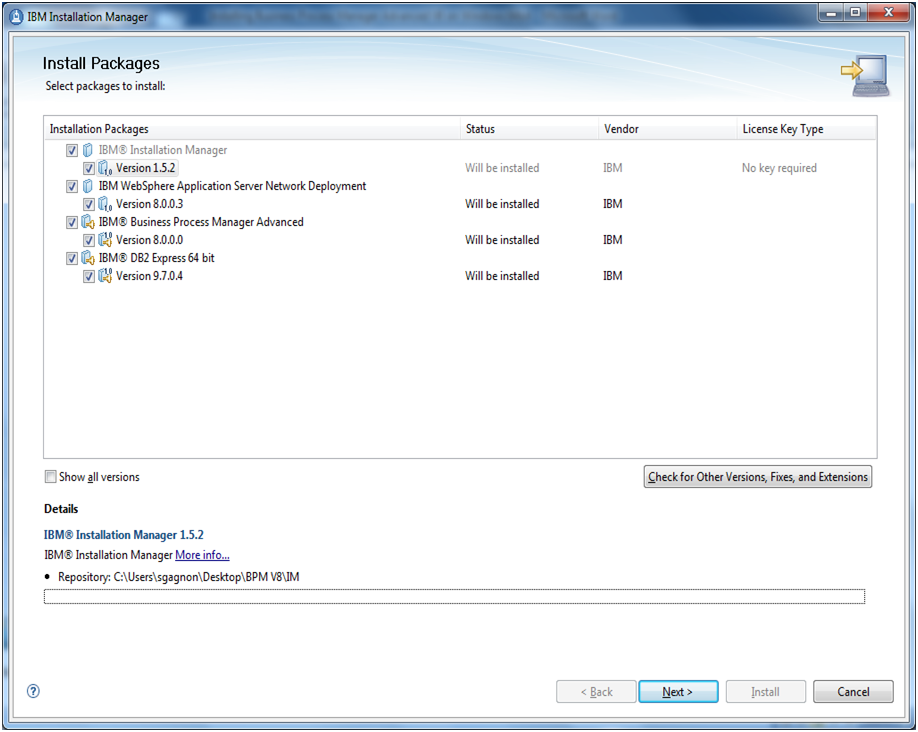 IBM Installation Manager
Install Packages
Select packages to install:
Installation Packages Status Vendor License Key Type
IBM® Installation Manager
Version 1.5.2 Will be installed IBM No key required
IBM WebSphere Application Server Network Deployment
Version 8.0.0.3 Will be installed IBM
IBM® Business Process Manager Advanced
Version 8.0.0.0 Will be installed IBM
IBM® DB2 Express 64 bit
Version 9.7.0.4 Will be installed IBM
Show all versions Check for Other Versions, Fixes, and Extensions
Details
IBM® Installation Manager 1.5.2
IBM® Installation Manager More info...
• Repository: C:\Users\sgagnon\Desktop\BPM V8\IM
? < Back Next > Install Cancel